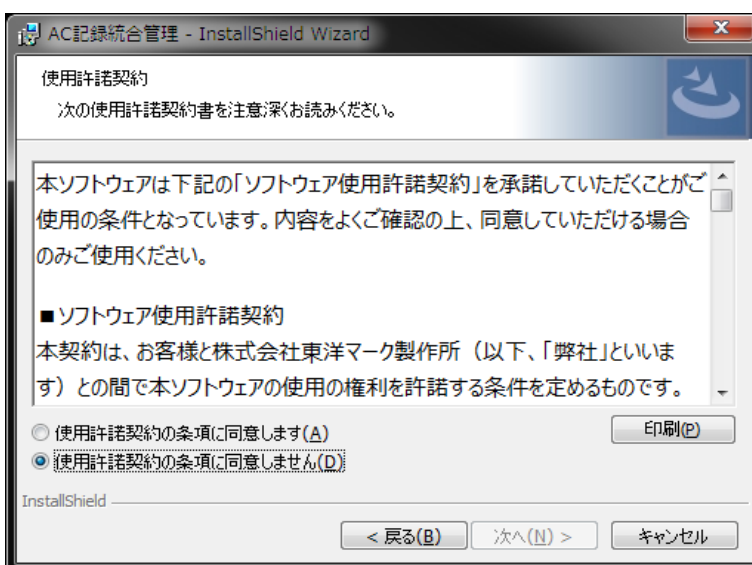 AC記録統合管理 - InstallShield Wizard
使用許諾契約
次の使用許諾契約書を注意深くお読みください。
本ソフトウェアは下記の「ソフトウェア使用許諾契約」を承諾していただくことがご
使用の条件となっています。内容をよくご確認の上、同意していただける場合
のみご使用ください。
■ソフトウェア使用許諾契約
本契約は、お客様と株式会社東洋マーク製作所（以下、「弊社」といいま
す）との間で本ソフトウェアの使用の権利を許諾する条件を定めるものです。
使用許諾契約の条項に同意します(A)
印刷(P)
使用許諾契約の条項に同意しません(D)
InstallShield
< 戻る(B)
次へ(N) >
キャンセル